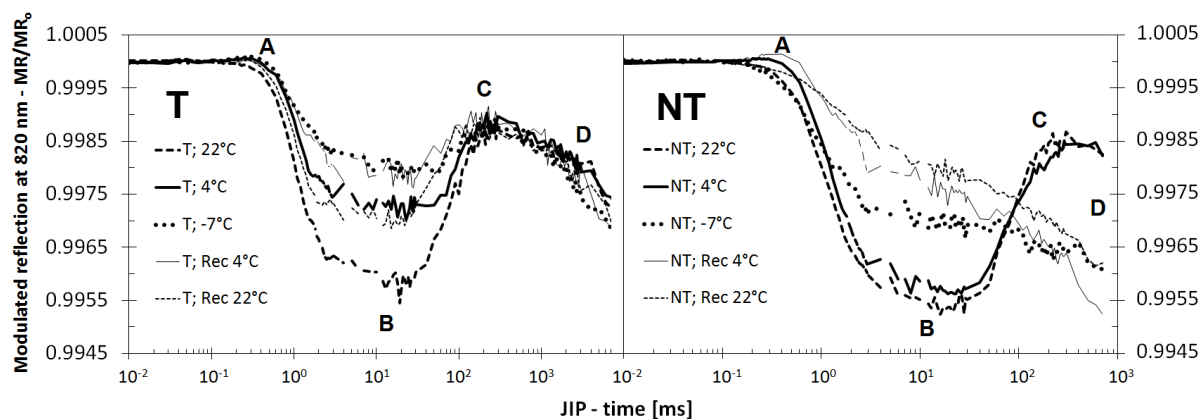 Modulated reflection at 820 nm - MR/MRₒ
1.0005
0.9995
0.9985
0.9975
0.9965
0.9955
0.9945
A
T
C
D
B
T; 22°C
T; 4°C
T; -7°C
T; Rec 4°C
T; Rec 22°C
10⁻² 10⁻¹ 10⁰ 10¹ 10² 10³ 10⁻²
A
NT
C
D
B
NT; 22°C
NT; 4°C
NT; -7°C
NT; Rec 4°C
NT; Rec 22°C
1.0005
0.9995
0.9985
0.9975
0.9965
0.9955
0.9945
10⁻¹ 10⁰ 10¹ 10² 10³
JIP - time [ms]